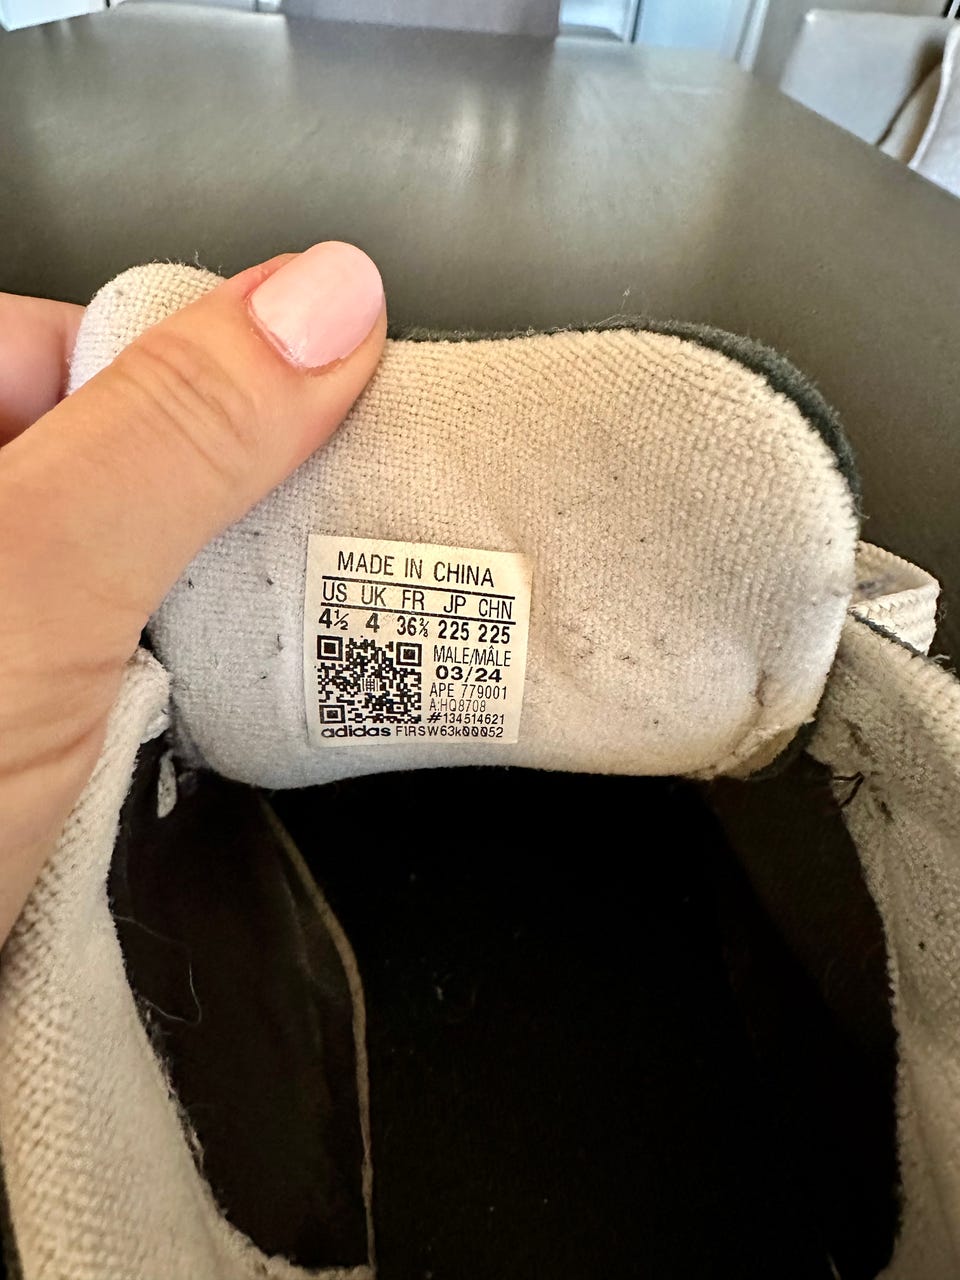 MADE IN CHINA
US UK FR JP CHN
4½ 4 36⅔ 225 225
MALE/MÂLE
03/24
APE 779001
A:HQ8708
#134514621
adidas F1RSW63k00052